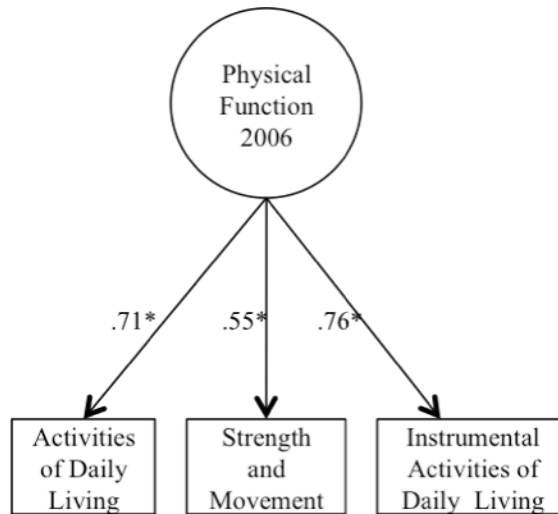 Physical
Function
2006
.71*
.55*
.76*
Activities
of Daily
Living
Strength
and
Movement
Instrumental
Activities of
Daily Living